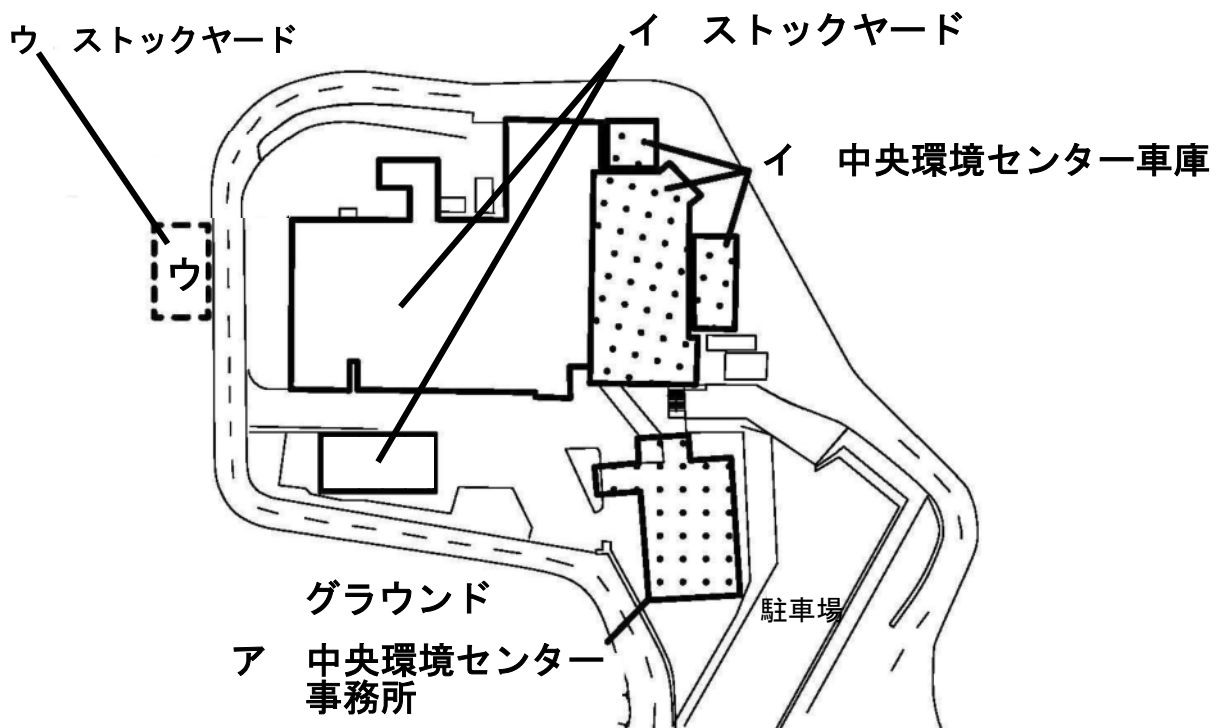 ウ　ストックヤード
イ　ストックヤード
イ　中央環境センター車庫
ウ
グラウンド
駐車場
ア　中央環境センター
事務所